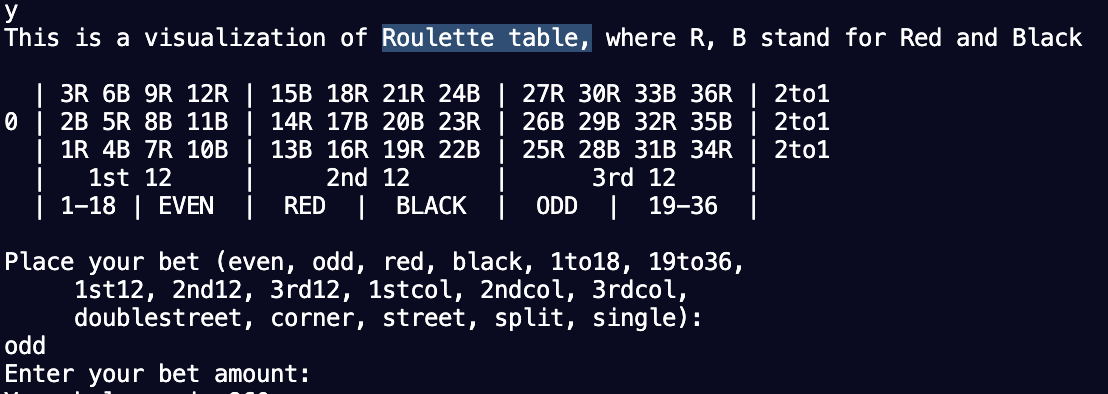 y
This is a visualization of Roulette table, where R, B stand for Red and Black
| 3R 6B 9R 12R | 15B 18R 21R 24B | 27R 30R 33B 36R | 2to1
0 | 2B 5R 8B 11B | 14R 17B 20B 23R | 26B 29B 32R 35B | 2to1
| 1R 4B 7R 10B | 13B 16R 19R 22B | 25R 28B 31B 34R | 2to1
| 1st 12 | 2nd 12 | 3rd 12 |
| 1-18 | EVEN | RED | BLACK | ODD | 19-36 |
Place your bet (even, odd, red, black, 1to18, 19to36,
1st12, 2nd12, 3rd12, 1stcol, 2ndcol, 3rdcol,
doublestreet, corner, street, split, single):
odd
Enter your bet amount: